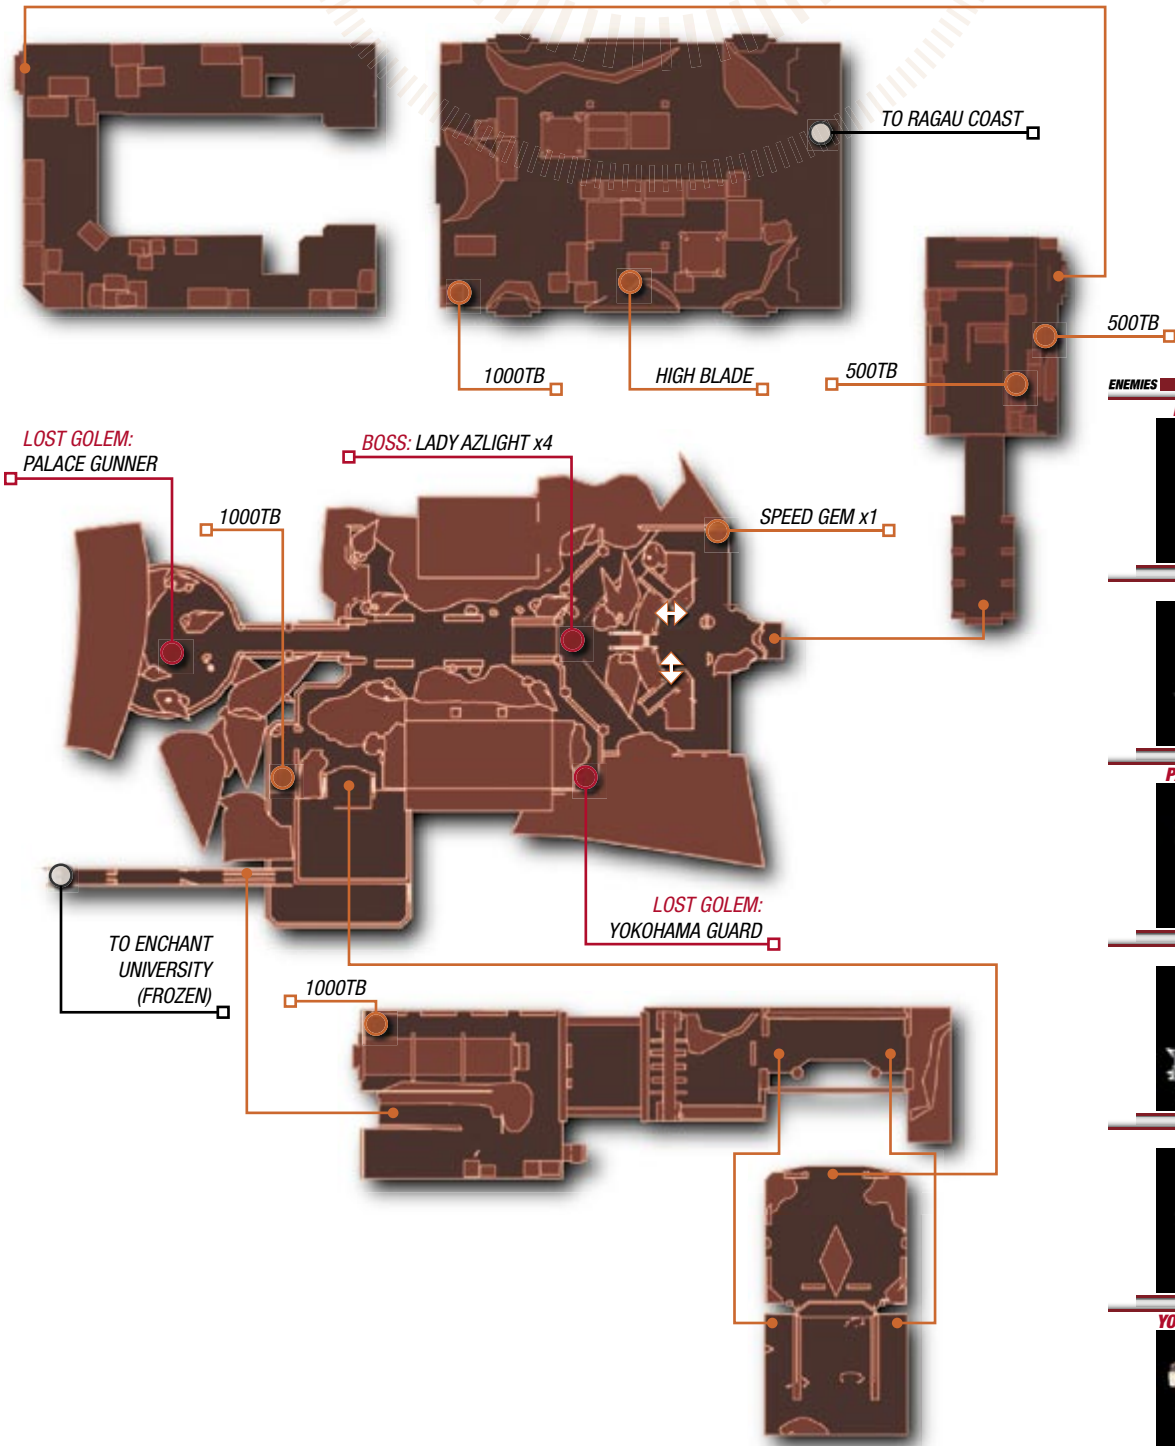 TO RAGAU COAST
500TB
1000TB
HIGH BLADE
500TB
ENEMIES
LOST GOLEM:
PALACE GUNNER
BOSS: LADY AZLIGHT x4
1000TB
SPEED GEM x1
LOST GOLEM:
YOKOHAMA GUARD
TO ENCHANT
UNIVERSITY
(FROZEN)
1000TB